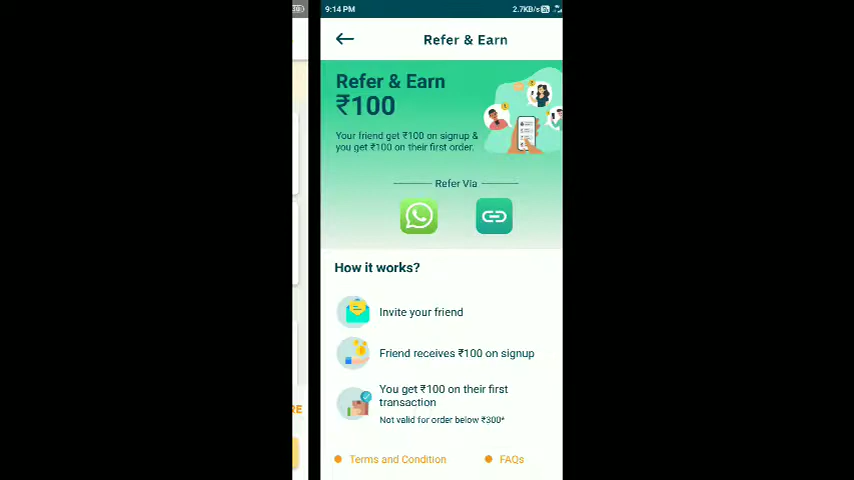 9:14 PM
2.7KB/s
Refer & Earn
Refer & Earn
₹100
Your friend get ₹100 on signup &
you get ₹100 on their first order.
Refer Via
How it works?
Invite your friend
Friend receives ₹100 on signup
You get ₹100 on their first
transaction
Not valid for order below ₹300*
RE
Terms and Condition
FAQs